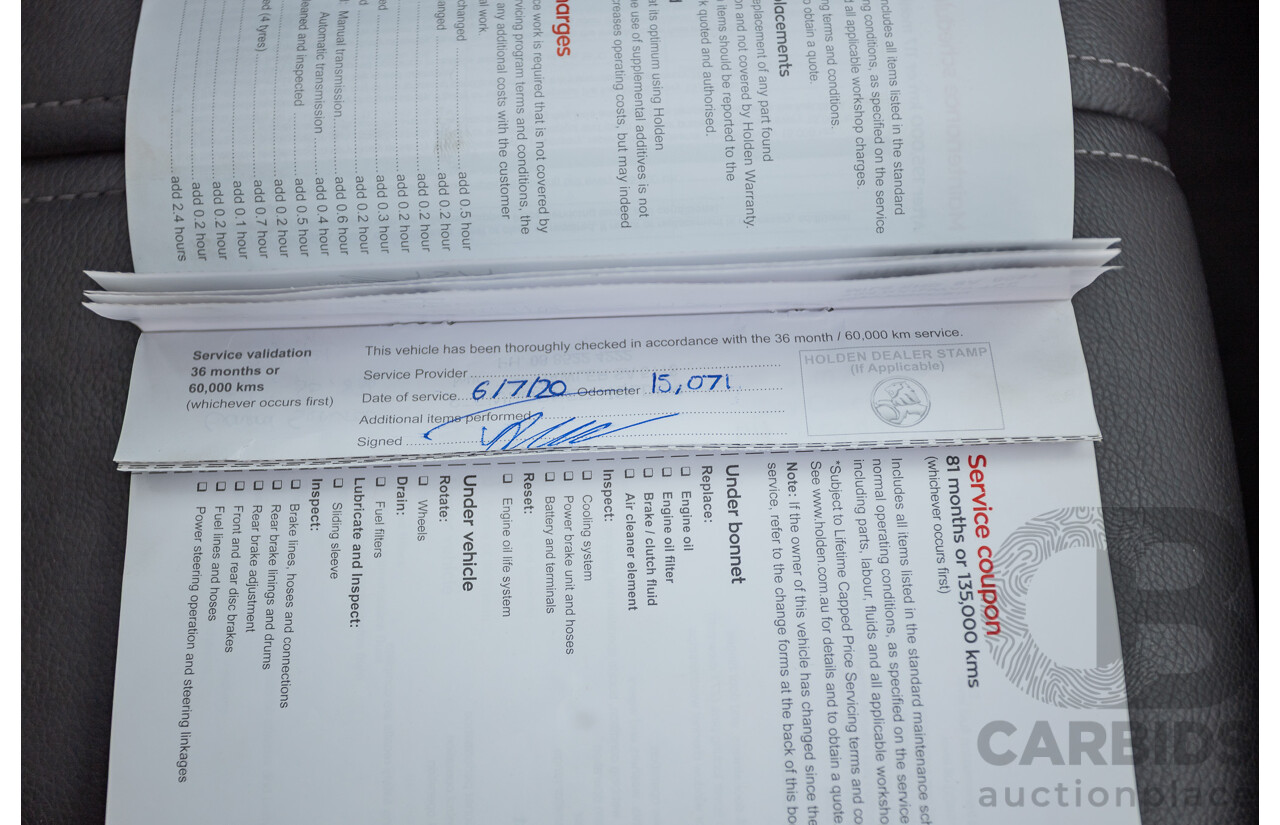 includes all items listed in the standard
ng conditions, as specified on the service
d all applicable workshop charges.
ng terms and conditions.
o obtain a quote.
lacements
eplacement of any part found
on and not covered by Holden Warranty.
items should be reported to the
k quoted and authorised.
at its optimum using Holden
e use of supplemental additives is not
creases operating costs, but may indeed
harges
ce work is required that is not covered by
vicing program terms and conditions, the
any additional costs with the customer
al work.
changed ........ add 0.5 hour
anged ........ add 0.2 hour
........ add 0.2 hour
........ add 0.2 hour
ed ........ add 0.3 hour
d ........ add 0.2 hour
Manual transmission ........ add 0.6 hour
Automatic transmission ........ add 0.4 hour
leaned and inspected ........ add 0.5 hour
........ add 0.2 hour
ed (4 tyres) ........ add 0.7 hour
........ add 0.1 hour
........ add 0.2 hour
........ add 0.2 hour
........ add 2.4 hours
Service validation
36 months or
60,000 kms
(whichever occurs first)
This vehicle has been thoroughly checked in accordance with the 36 month / 60,000 km service.
Service Provider
Date of service 6/7/20 Odometer 15,071
Additional items performed
Signed
HOLDEN DEALER STAMP
(If Applicable)
Service coupon
81 months or 135,000 kms
(whichever occurs first)
Includes all items listed in the standard maintenance sch
normal operating conditions, as specified on the service
including parts, labour, fluids and all applicable worksho
*Subject to Lifetime Capped Price Servicing terms and co
See www.holden.com.au for details and to obtain a quote
Note: If the owner of this vehicle has changed since the
service, refer to the change forms at the back of this bo
Under bonnet
Replace:
❏ Engine oil
❏ Engine oil filter
❏ Brake / clutch fluid
❏ Air cleaner element
Inspect:
❏ Cooling system
❏ Power brake unit and hoses
❏ Battery and terminals
Reset:
❏ Engine oil life system
Under vehicle
Rotate:
❏ Wheels
Drain:
❏ Fuel filters
Lubricate and Inspect:
❏ Sliding sleeve
Inspect:
❏ Brake lines, hoses and connections
❏ Rear brake linings and drums
❏ Rear brake adjustment
❏ Front and rear disc brakes
❏ Fuel lines and hoses
❏ Power steering operation and steering linkages
CARBIDS
auctionplace